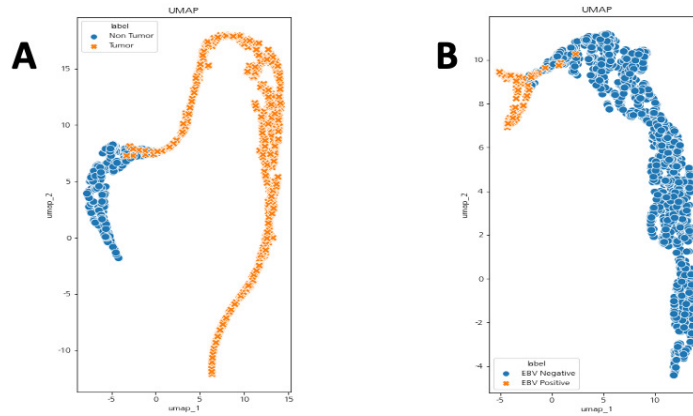 A
UMAP
label
Non Tumor
Tumor
15
10
5
0
-5
-10
-5
0
5
10
15
umap_2
umap_1
B
UMAP
10
8
6
4
2
0
-2
-4
-5
0
5
10
umap_2
umap_1
label
EBV Negative
EBV Positive